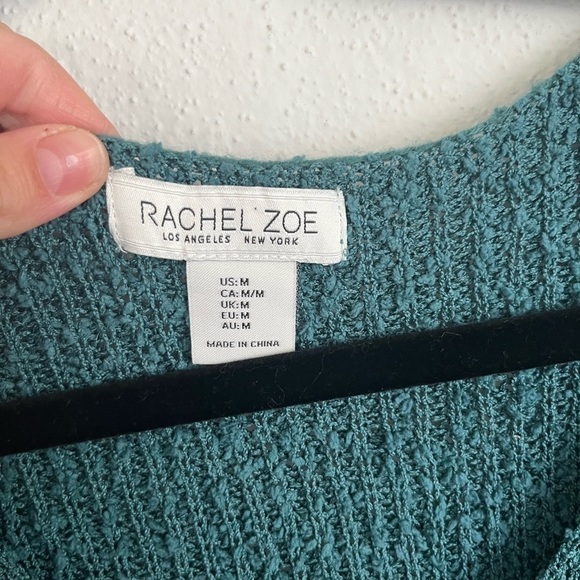 RACHEL ZOE
LOS ANGELES NEW YORK
US: M
CA: M/M
UK: M
EU: M
AU: M
MADE IN CHINA